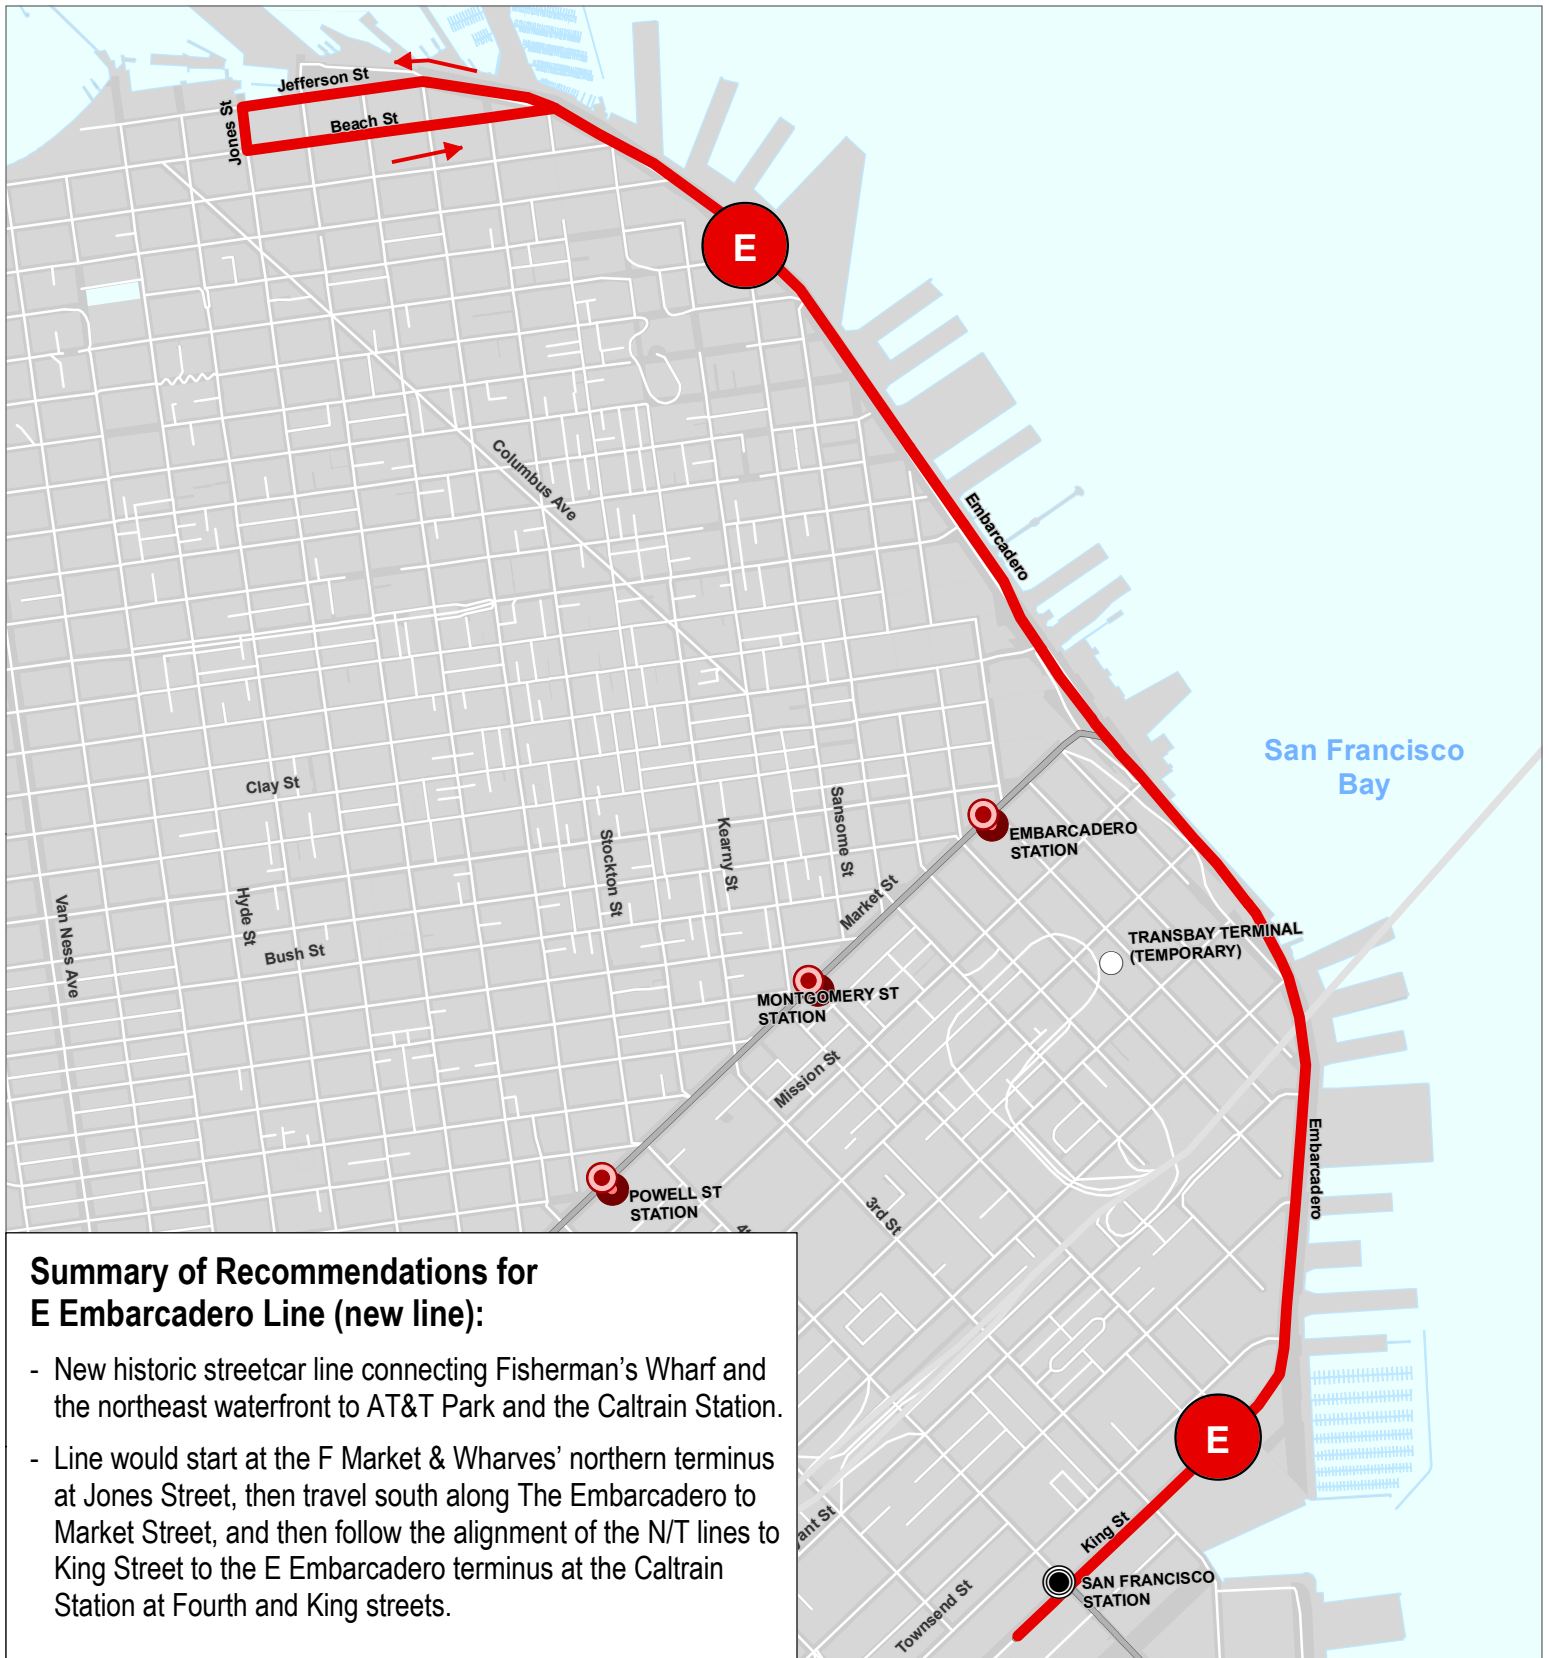 Jefferson St
Jones St
Beach St
E
Columbus Ave
Embarcadero
San Francisco
Bay
Clay St
Sansome St
Kearny St
Stockton St
EMBARCADERO
STATION
Market St
Hyde St
Van Ness Ave
Bush St
TRANSBAY TERMINAL
(TEMPORARY)
MONTGOMERY ST
STATION
Mission St
Embarcadero
POWELL ST
STATION
3rd St
Summary of Recommendations for
E Embarcadero Line (new line):
- New historic streetcar line connecting Fisherman’s Wharf and
the northeast waterfront to AT&T Park and the Caltrain Station.
- Line would start at the F Market & Wharves’ northern terminus
at Jones Street, then travel south along The Embarcadero to
Market Street, and then follow the alignment of the N/T lines to
King Street to the E Embarcadero terminus at the Caltrain
Station at Fourth and King streets.
E
King St
SAN FRANCISCO
STATION
Townsend St